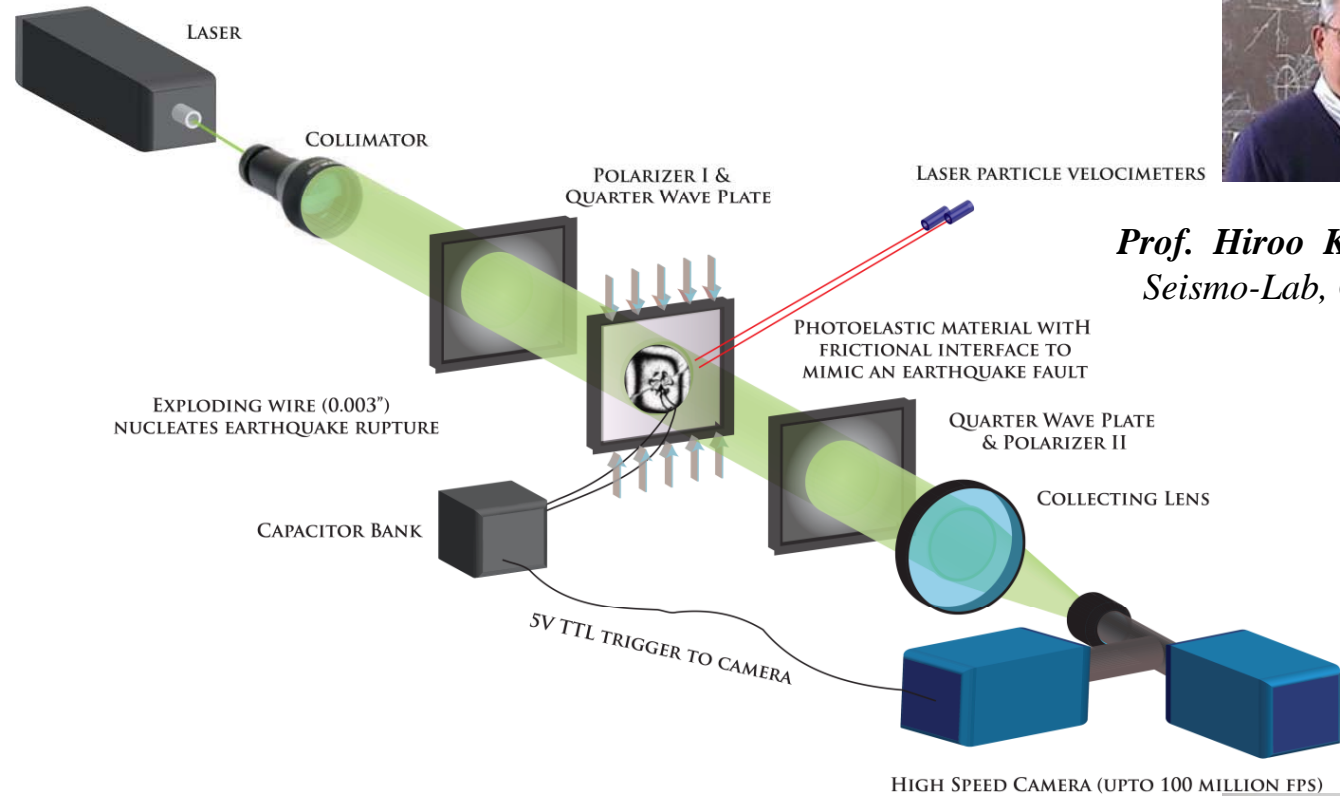 LASER
COLLIMATOR
POLARIZER I &
QUARTER WAVE PLATE
LASER PARTICLE VELOCIMETERS
Prof. Hiroo
Seismo-Lab,
PHOTOELASTIC MATERIAL WITH
FRICTIONAL INTERFACE TO
MIMIC AN EARTHQUAKE FAULT
EXPLODING WIRE (0.003”)
NUCLEATES EARTHQUAKE RUPTURE
QUARTER WAVE PLATE
& POLARIZER II
COLLECTING LENS
CAPACITOR BANK
5V TTL TRIGGER TO CAMERA
HIGH SPEED CAMERA (UPTO 100 MILLION FPS)